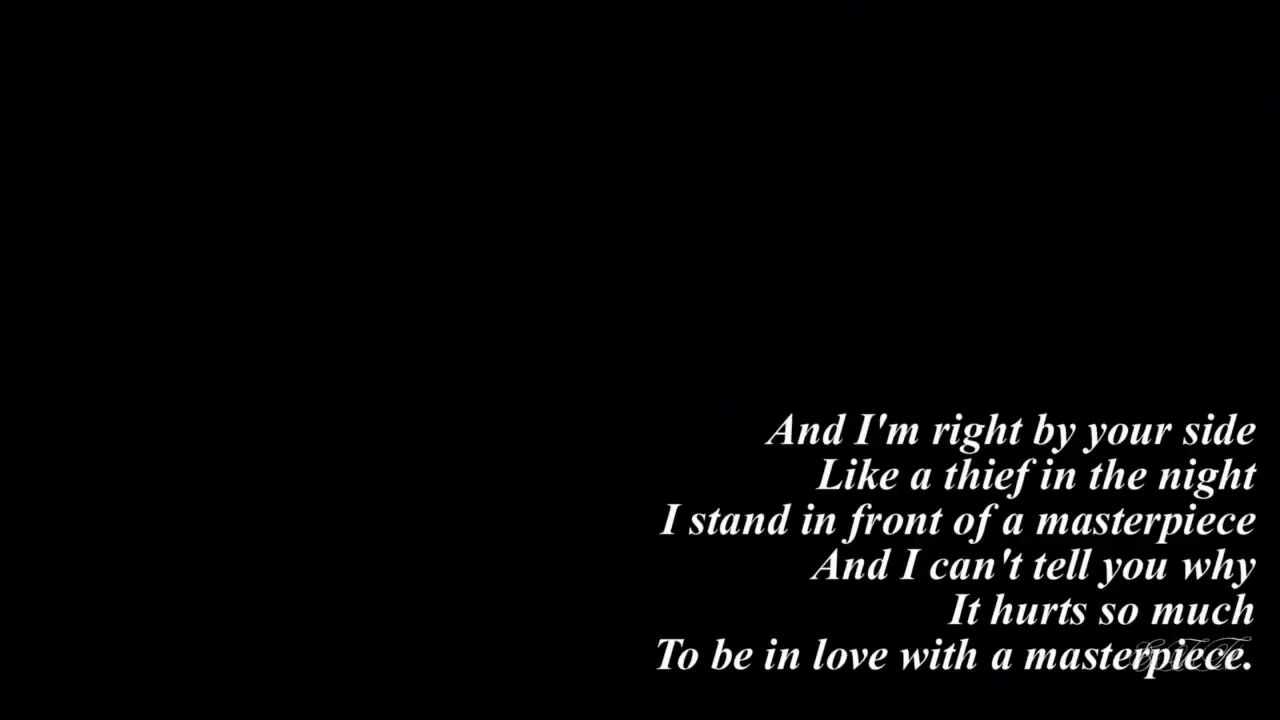 And I'm right by your side
Like a thief in the night
I stand in front of a masterpiece
And I can't tell you why
It hurts so much
To be in love with a masterpiece.